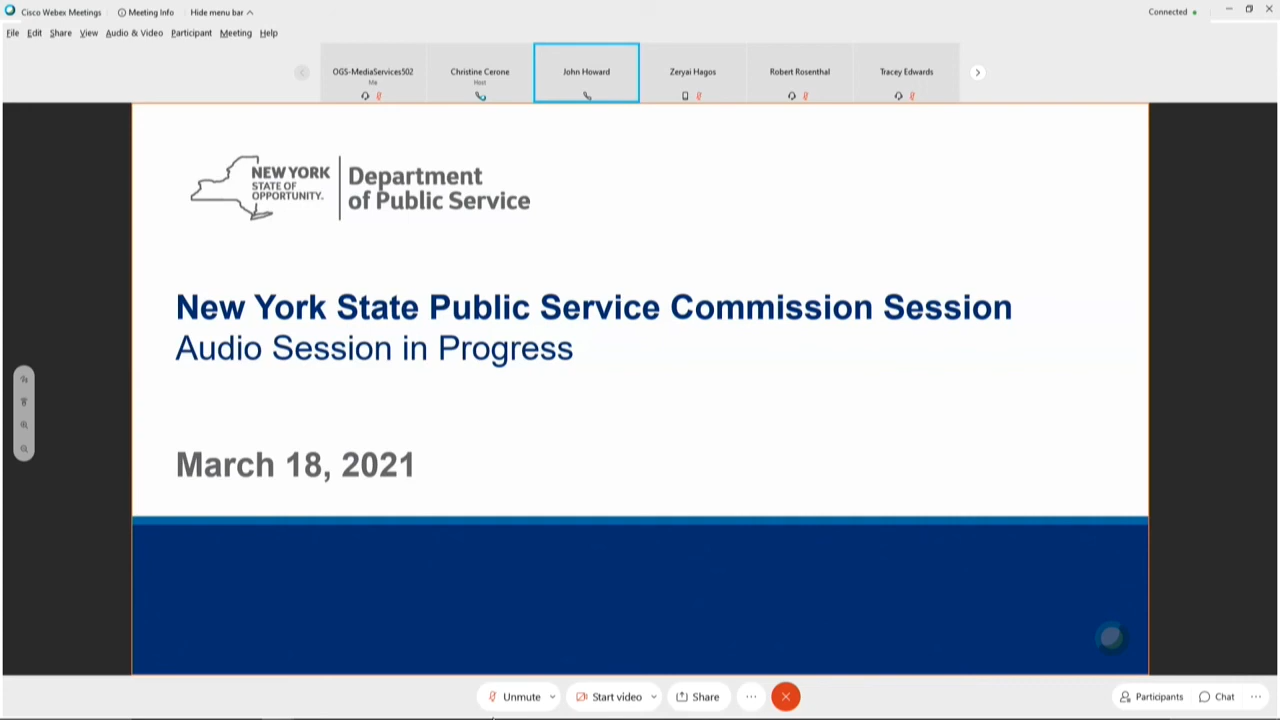 Cisco Webex Meetings Meeting Info Hide menu bar Connected
File Edit Share View Audio & Video Participant Meeting Help
OGS-MediaServices502 Christine Cerone John Howard Zeryai Hagos Robert Rosenthal Tracey Edwards
Me Host
NEW YORK
STATE OF
OPPORTUNITY.
Department
of Public Service
New York State Public Service Commission Session
Audio Session in Progress
March 18, 2021
Unmute Start video Share Participants Chat